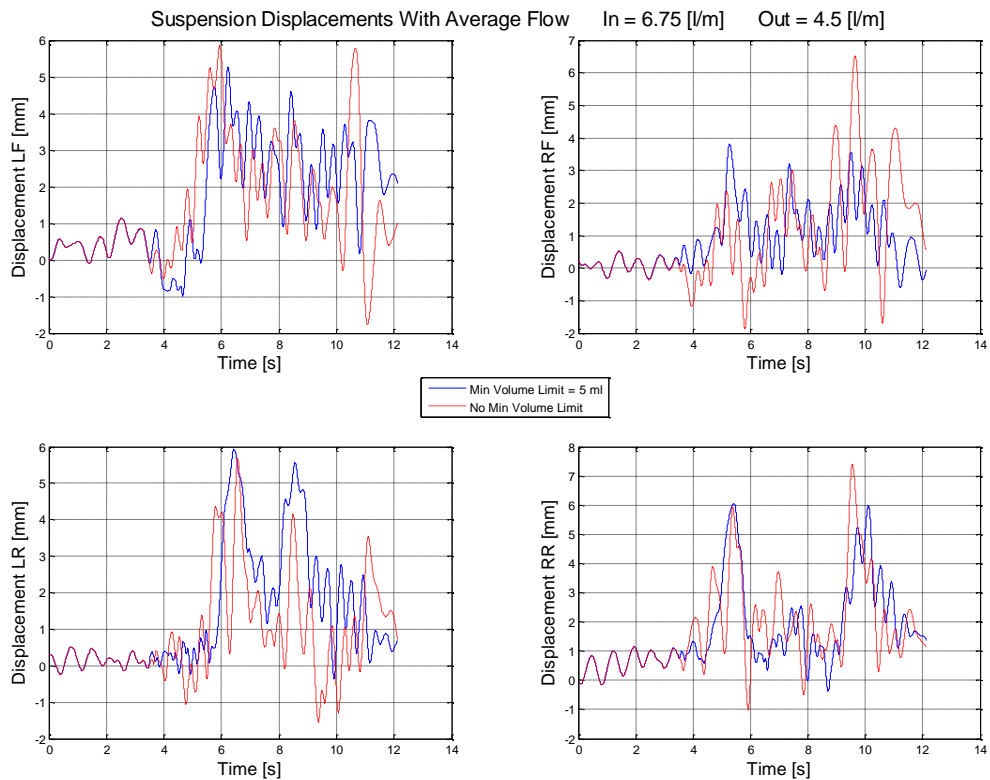 Suspension Displacements With Average Flow In = 6.75 [l/m] Out = 4.5 [l/m]
6
5
4
3
2
1
0
-1
-2
Displacement LF [mm]
0 2 4 6 8 10 12 14
Time [s]
7
6
5
4
3
2
1
0
-1
-2
Displacement RF [mm]
0 2 4 6 8 10 12 14
Time [s]
Min Volume Limit = 5 ml
No Min Volume Limit
6
5
4
3
2
1
0
-1
-2
Displacement LR [mm]
0 2 4 6 8 10 12 14
Time [s]
8
7
6
5
4
3
2
1
0
-1
-2
Displacement RR [mm]
0 2 4 6 8 10 12 14
Time [s]